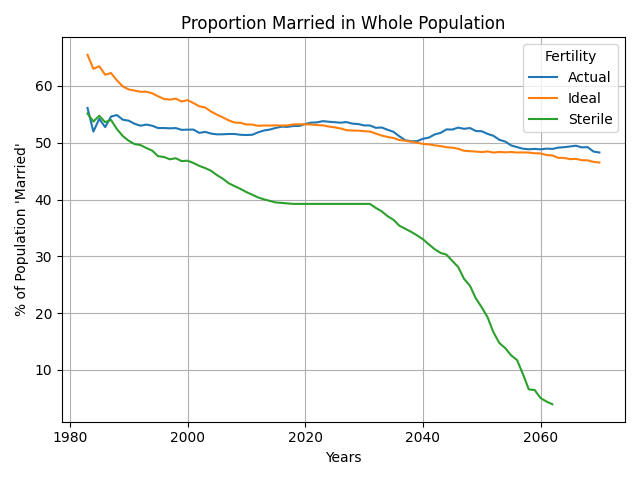 Proportion Married in Whole Population
% of Population 'Married'
60
50
40
30
20
10
Fertility
Actual
Ideal
Sterile
1980 2000 2020 2040 2060
Years